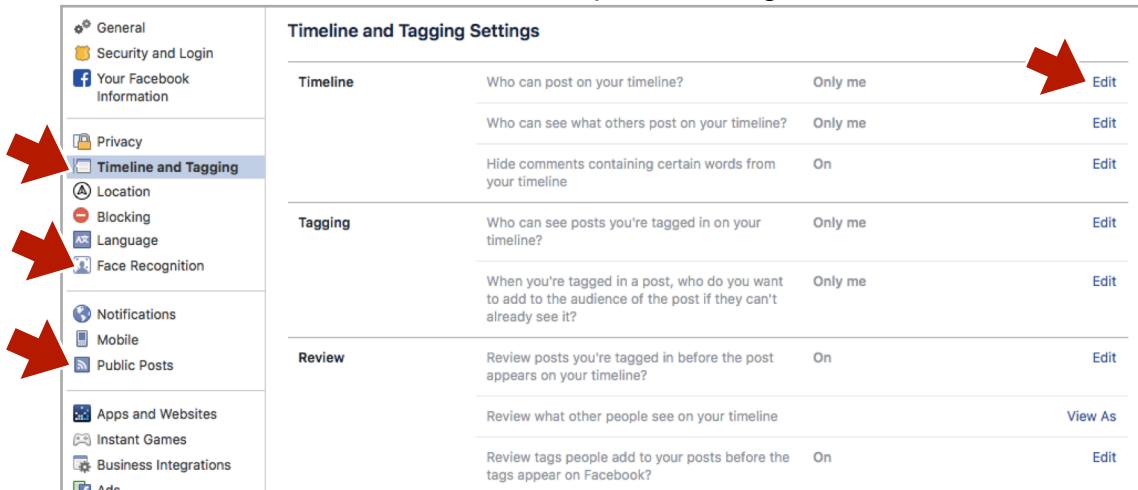 General
Security and Login
Your Facebook
Information
Privacy
Timeline and Tagging
Location
Blocking
Language
Face Recognition
Notifications
Mobile
Public Posts
Apps and Websites
Instant Games
Business Integrations
Ads
Timeline and Tagging Settings
Timeline
Who can post on your timeline? Only me Edit
Who can see what others post on your timeline? Only me Edit
Hide comments containing certain words from On Edit
your timeline
Tagging
Who can see posts you're tagged in on your Only me Edit
timeline?
When you're tagged in a post, who do you want Only me Edit
to add to the audience of the post if they can't
already see it?
Review
Review posts you're tagged in before the post On Edit
appears on your timeline?
Review what other people see on your timeline View As
Review tags people add to your posts before the On Edit
tags appear on Facebook?